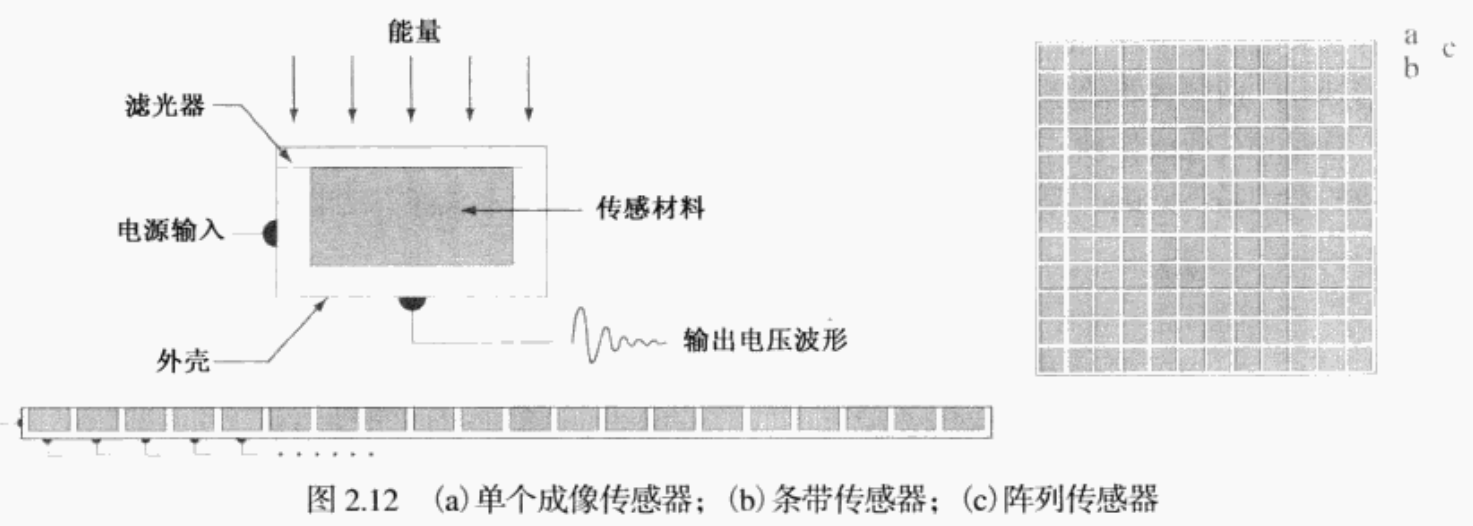 能量
a
c
b
滤光器
传感材料
电源输入
输出电压波形
外壳
图 2.12 (a)单个成像传感器；(b)条带传感器；(c)阵列传感器